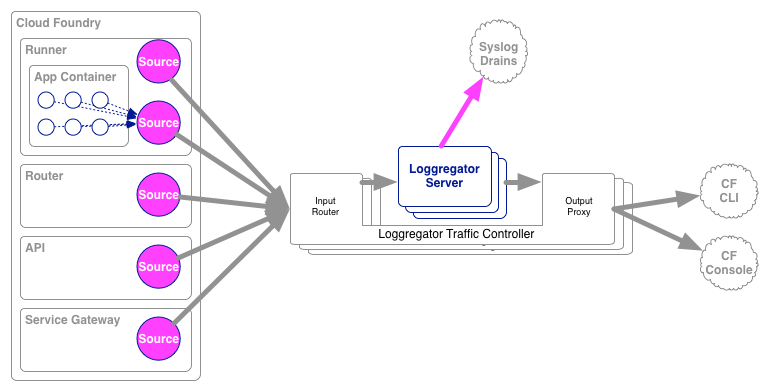 Cloud Foundry
Runner
Source
App Container
Source
Router
Source
API
Source
Service Gateway
Source
Input
Router
Loggregator
Server
Output
Proxy
Loggregator Traffic Controller
Syslog
Drains
CF
CLI
CF
Console